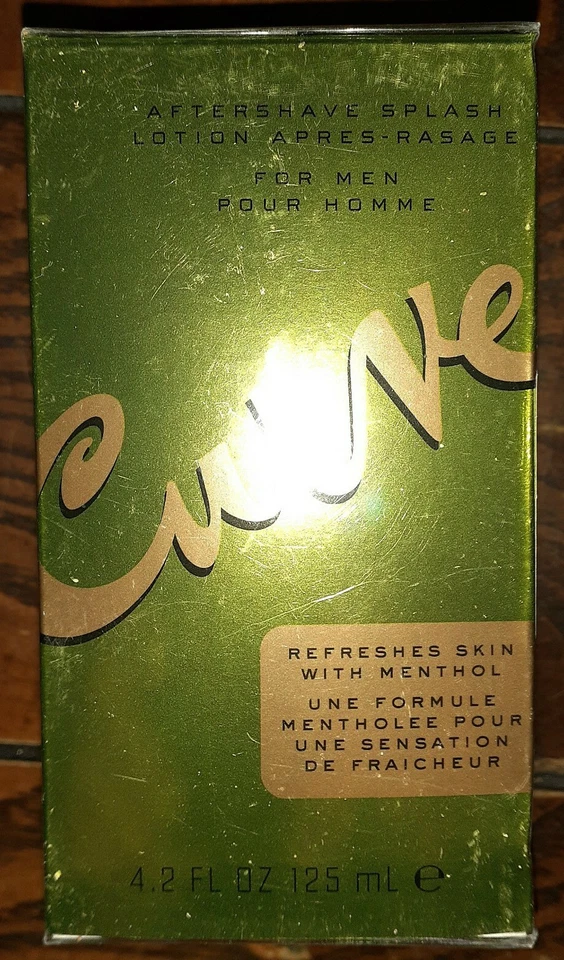 AFTERSHAVE SPLASH
LOTION APRES-RASAGE
FOR MEN
POUR HOMME
Curve
REFRESHES SKIN
WITH MENTHOL
UNE FORMULE
MENTHOLEE POUR
UNE SENSATION
DE FRAICHEUR
4.2 FL OZ 125 mL e